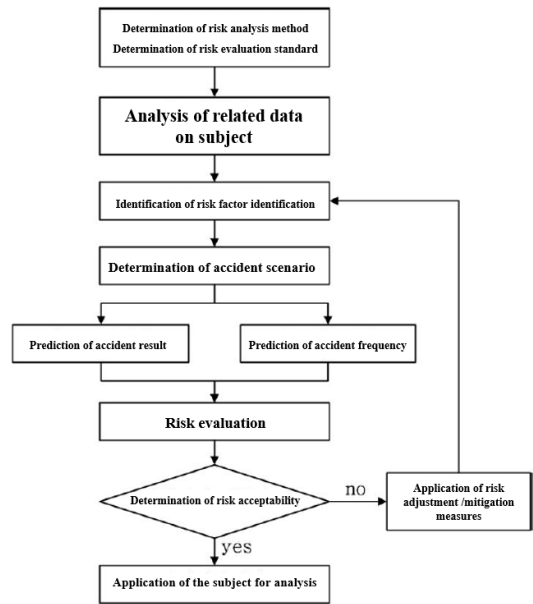 Determination of risk analysis method
Determination of risk evaluation standard
Analysis of related data
on subject
Identification of risk factor identification
Determination of accident scenario
Prediction of accident result
Prediction of accident frequency
Risk evaluation
Determination of risk acceptability
no
Application of risk
adjustment /mitigation
measures
yes
Application of the subject for analysis